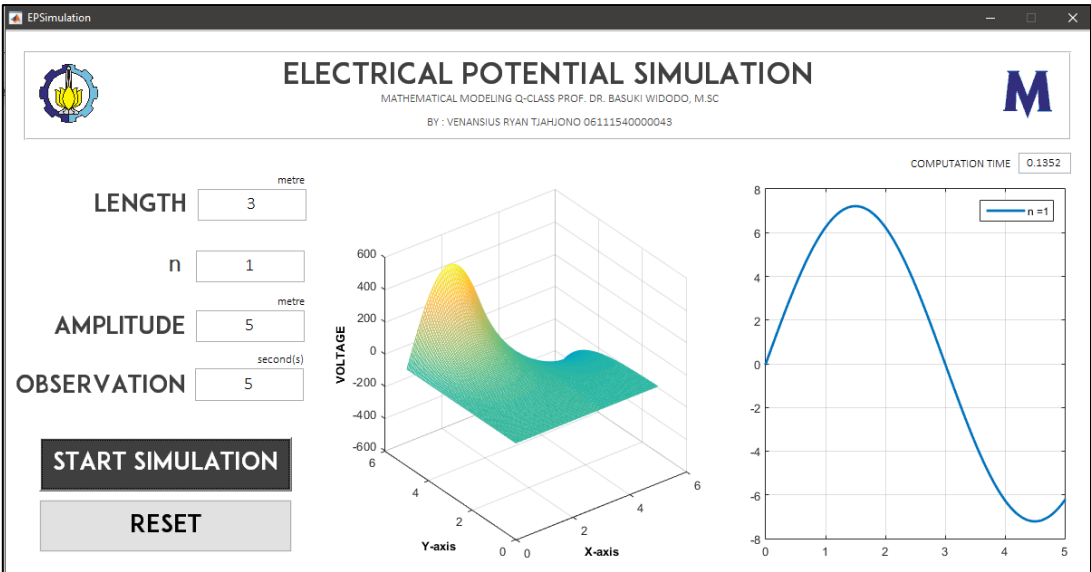 EPSimulation
ELECTRICAL POTENTIAL SIMULATION
MATHEMATICAL MODELING Q-CLASS PROF. DR. BASUKI WIDODO, M.SC
BY : VENANSIUS RYAN TJAHJONO 06111540000043
M
COMPUTATION TIME 0.1352
metre
LENGTH 3
n 1
metre
AMPLITUDE 5
second(s)
OBSERVATION 5
START SIMULATION
RESET
600
400
200
0
-200
-400
-600
VOLTAGE
6
4
2
0
Y-axis
0
2
4
6
X-axis
n =1
8
6
4
2
0
-2
-4
-6
-8
0 1 2 3 4 5